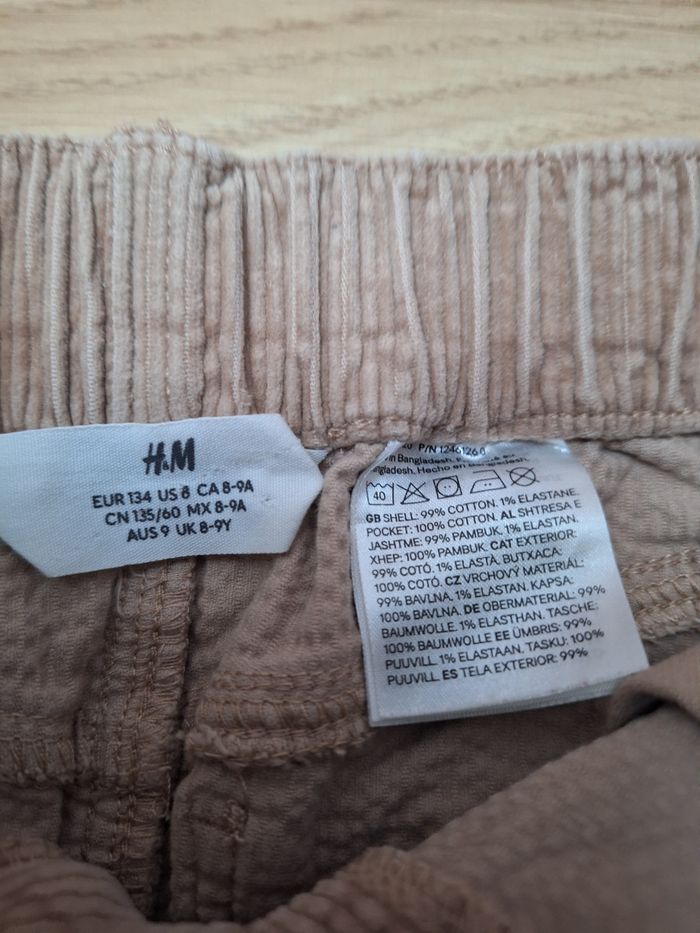 H&M
EUR 134 US 8 CA 8-9A
CN 135/60 MX 8-9A
AUS 9 UK 8-9Y
P/N 1246126
in Bangladesh.
Hecho en Bangladesh.
40
GB SHELL: 99% COTTON. 1% ELASTANE.
POCKET: 100% COTTON. AL SHTRESA E
JASHTME: 99% PAMBUK. 1% ELASTAN.
XHEP: 100% PAMBUK. CAT EXTERIOR:
99% COTÓ. 1% ELASTÀ. BUTXACA:
100% COTÓ. CZ VRCHOVÝ MATERIÁL:
99% BAVLNA. 1% ELASTAN. KAPSA:
100% BAVLNA. DE OBERMATERIAL: 99%
BAUMWOLLE. 1% ELASTHAN. TASCHE:
100% BAUMWOLLE EE ÜMBRIS: 99%
PUUVILL. 1% ELASTAAN. TASKU: 100%
PUUVILL. ES TELA EXTERIOR: 99%